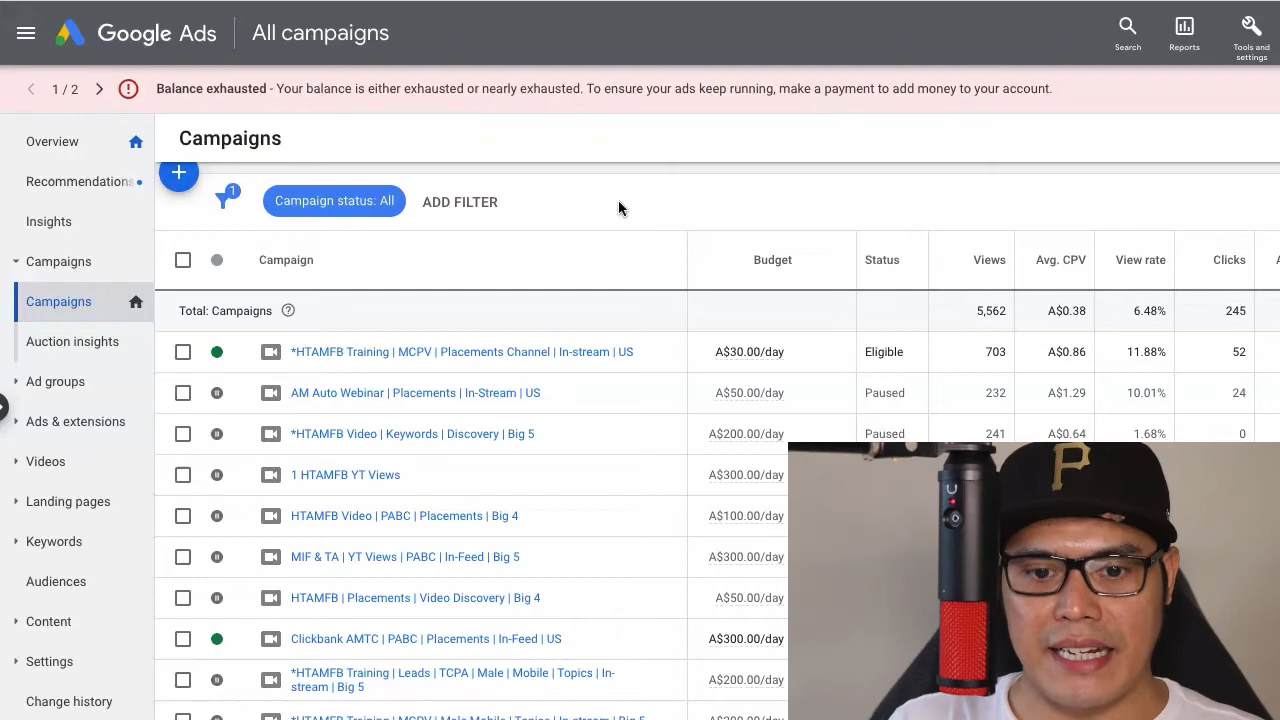 Google Ads All campaigns
Search
Reports
Tools and
settings
1 / 2 Balance exhausted - Your balance is either exhausted or nearly exhausted. To ensure your ads keep running, make a payment to add money to your account.
Overview
Recommendations
Insights
Campaigns
Campaigns
Auction insights
Ad groups
Ads & extensions
Videos
Landing pages
Keywords
Audiences
Content
Settings
Change history
Campaigns
1
Campaign status: All ADD FILTER
Campaign Budget Status Views Avg. CPV View rate Clicks
Total: Campaigns 5,562 A$0.38 6.48% 245
*HTAMFB Training | MCPV | Placements Channel | In-stream | US A$30.00/day Eligible 703 A$0.86 11.88% 52
AM Auto Webinar | Placements | In-Stream | US A$50.00/day Paused 232 A$1.29 10.01% 24
*HTAMFB Video | Keywords | Discovery | Big 5 A$200.00/day Paused 241 A$0.64 1.68% 0
1 HTAMFB YT Views A$300.00/day
HTAMFB Video | PABC | Placements | Big 4 A$100.00/day
MIF & TA | YT Views | PABC | In-Feed | Big 5 A$300.00/day
HTAMFB | Placements | Video Discovery | Big 4 A$50.00/day
Clickbank AMTC | PABC | Placements | In-Feed | US A$300.00/day
*HTAMFB Training | Leads | TCPA | Male | Mobile | Topics | In-
stream | Big 5 A$200.00/day
P